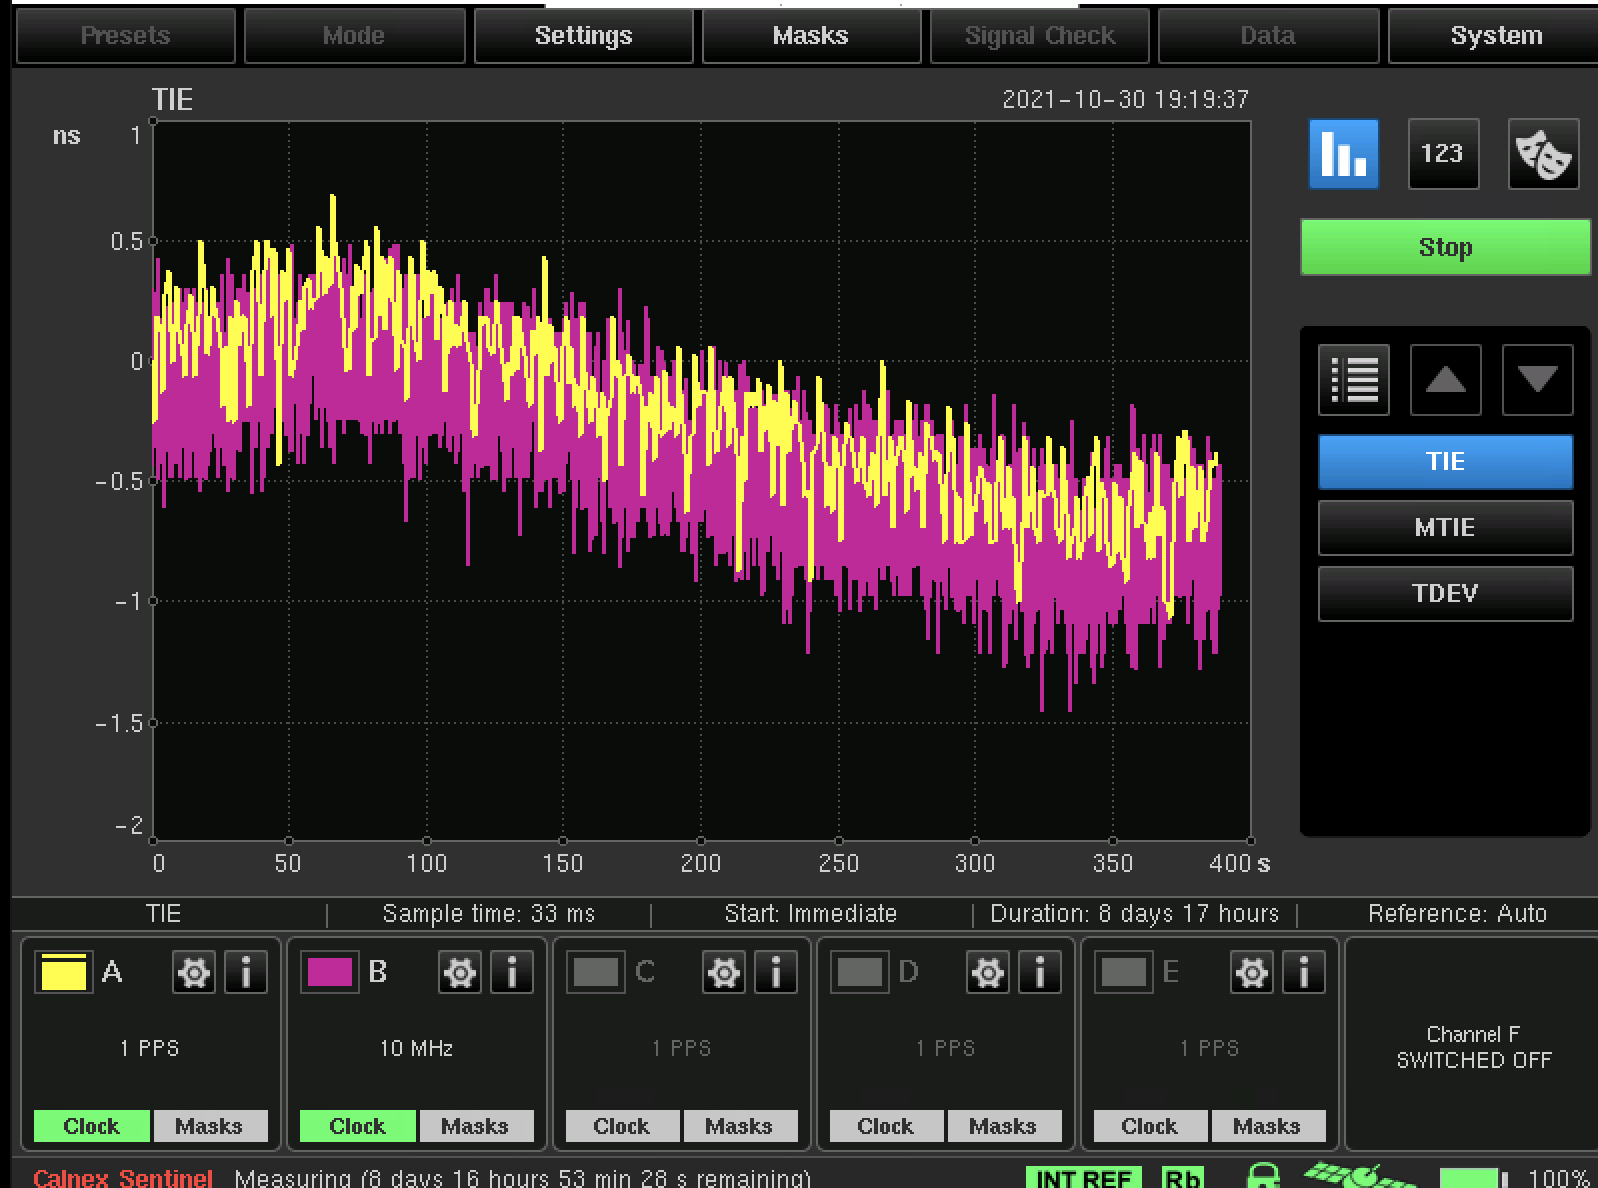 Presets Mode Settings Masks Signal Check Data System
TIE 2021-10-30 19:19:37
ns 1
0.5
0
-0.5
-1
-1.5
-2
0 50 100 150 200 250 300 350 400 s
123
Stop
TIE
MTIE
TDEV
TIE | Sample time: 33 ms | Start: Immediate | Duration: 8 days 17 hours | Reference: Auto
A i B i C i D i E i
1 PPS 10 MHz 1 PPS 1 PPS 1 PPS
Channel F
SWITCHED OFF
Clock Masks Clock Masks Clock Masks Clock Masks Clock Masks
Calnex Sentinel Measuring (8 days 16 hours 53 min 28 s remaining) INT REF Rb 100%